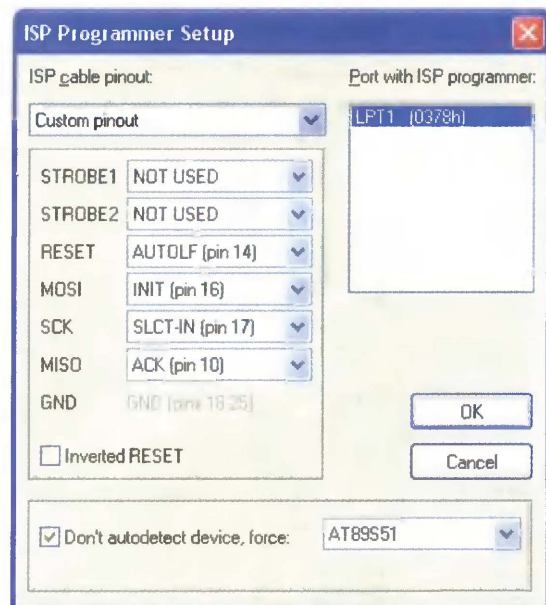 ISP Programmer Setup
ISP cable pinout:
Port with ISP programmer:
Custom pinout
LPT1 (0378h)
STROBE1 NOT USED
STROBE2 NOT USED
RESET AUTOLF (pin 14)
MOSI INIT (pin 16)
SCK SLCT-IN (pin 17)
MISO ACK (pin 10)
GND GND (pins 18-25)
OK
Inverted RESET
Cancel
Don't autodetect device, force: AT89S51